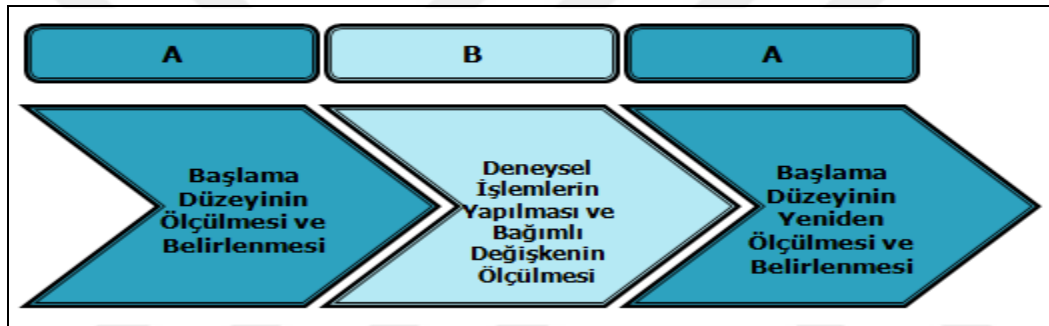 A
B
A
Başlama
Düzeyinin
Ölçülmesi ve
Belirlenmesi
Deneysel
İşlemlerin
Yapılması ve
Bağımlı
Değişkenin
Ölçülmesi
Başlama
Düzeyinin
Yeniden
Ölçülmesi ve
Belirlenmesi